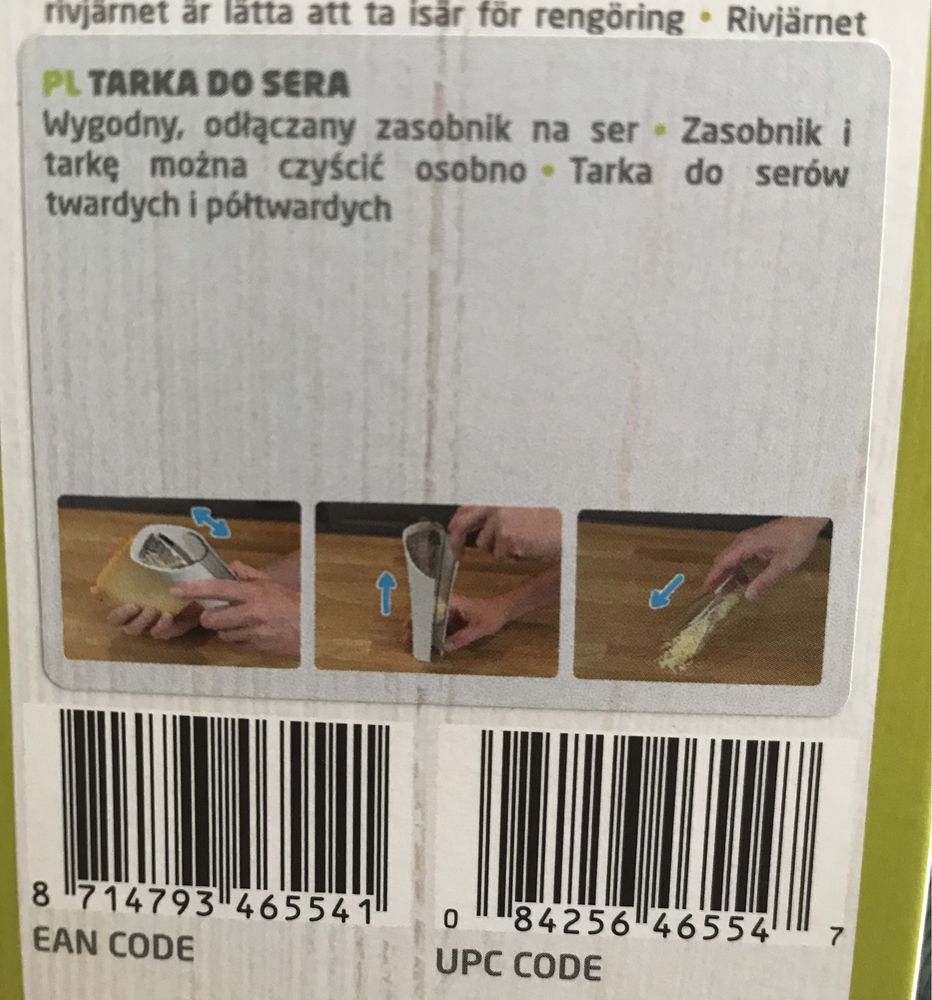 rivjärnet är lätta att ta isär för rengöring • Rivjärnet
PL TARKA DO SERA
Wygodny, odłączany zasobnik na ser • Zasobnik i
tarkę można czyścić osobno • Tarka do serów
twardych i półtwardych
8 714793 465541
EAN CODE
0 84256 46554 7
UPC CODE